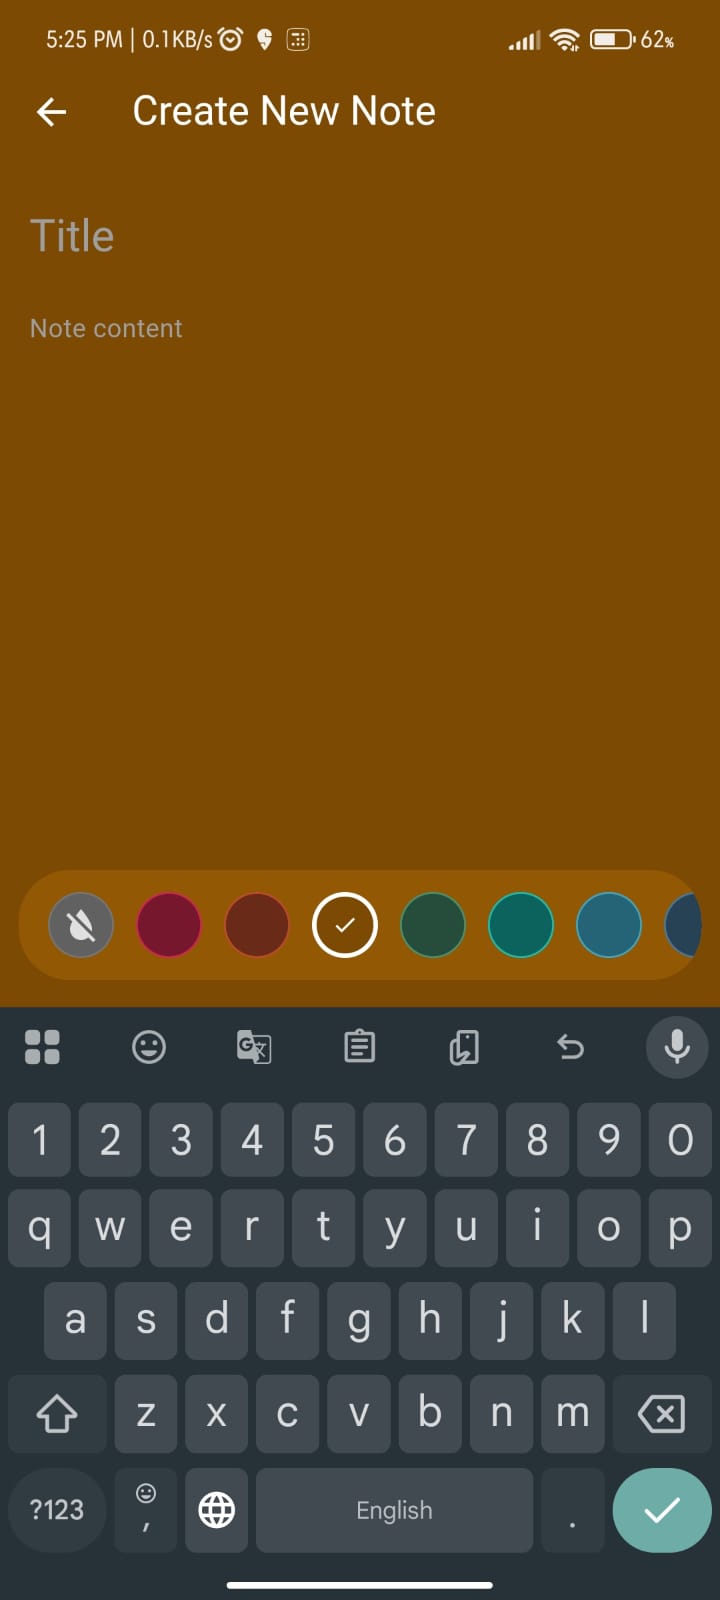 5:25 PM | 0.1KB/s 62%
Create New Note
Title
Note content
1 2 3 4 5 6 7 8 9 0
q w e r t y u i o p
a s d f g h j k l
z x c v b n m
?123 , English .